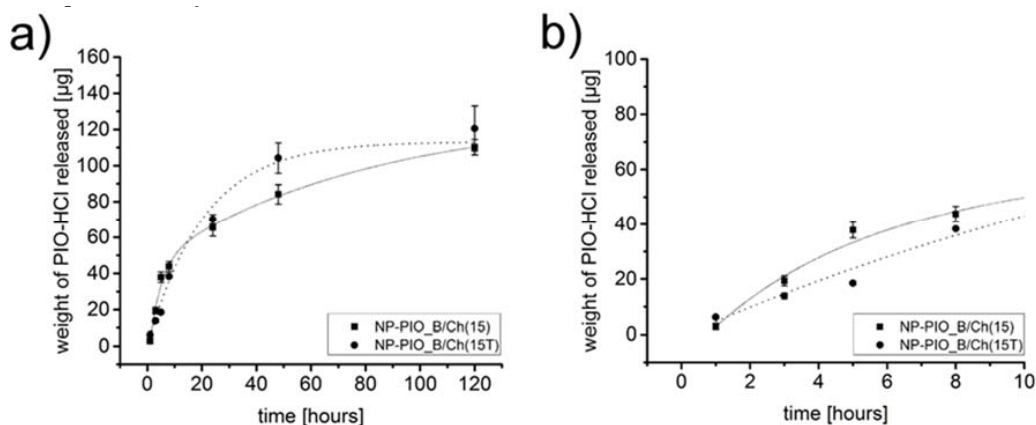 a)
weight of PIO-HCl released [µg]
160
140
120
100
80
60
40
20
0
0 20 40 60 80 100 120
time [hours]
NP-PIO_B/Ch(15)
NP-PIO_B/Ch(15T)
b)
weight of PIO-HCl released [µg]
100
80
60
40
20
0
0 2 4 6 8 10
time [hours]
NP-PIO_B/Ch(15)
NP-PIO_B/Ch(15T)